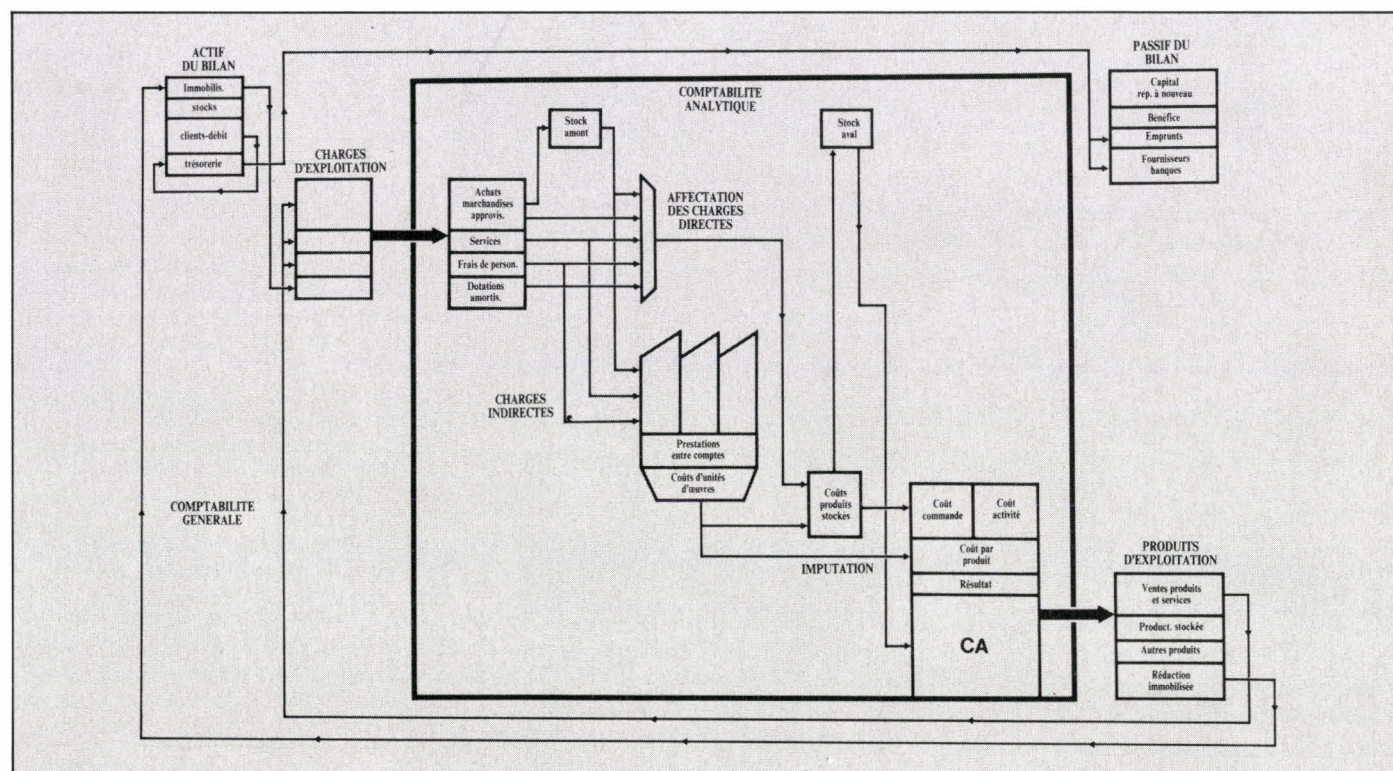 ACTIF
DU BILAN
Immobilis.
stocks
clients-debit
trésorerie
CHARGES
D'EXPLOITATION
COMPTABILITE
ANALYTIQUE
Stock
amont
Stock
aval
Achats
marchandises
approvis.
Services
Frais de person.
Dotations
amortis.
AFFECTATION
DES CHARGES
DIRECTES
PASSIF DU
BILAN
Capital
rep. à nouveau
Bénéfice
Emprunts
Fournisseurs
banques
CHARGES
INDIRECTES
Prestations
entre comptes
Coûts d'unités
d'œuvres
COMPTABILITE
GENERALE
Coûts
produits
stockés
IMPUTATION
Coût
commande
Coût
activité
Coût par
produit
Résultat
CA
PRODUITS
D'EXPLOITATION
Ventes produits
et services
Product. stockée
Autres produits
Rédaction
immobilisée